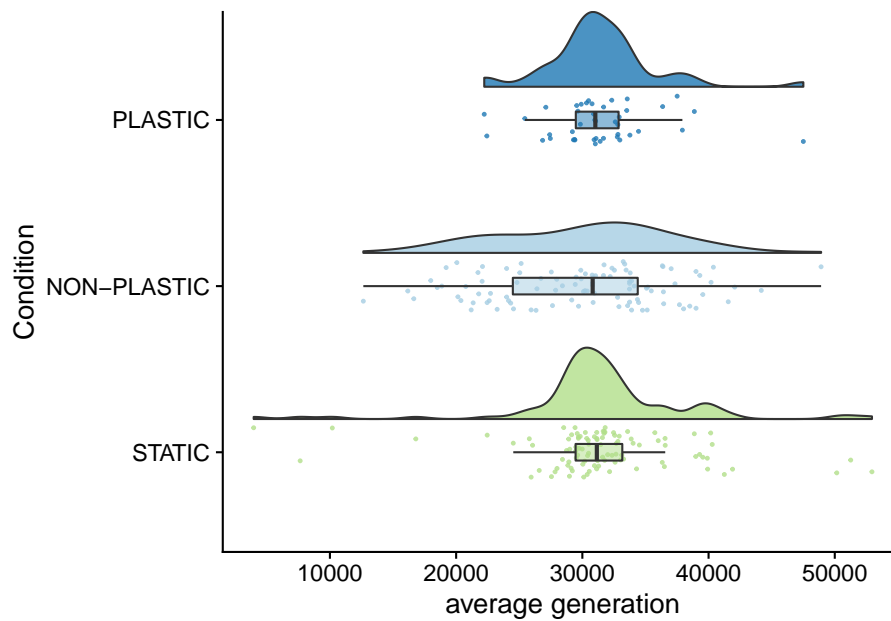 PLASTIC
NON−PLASTIC
STATIC
Condition
10000 20000 30000 40000 50000
average generation